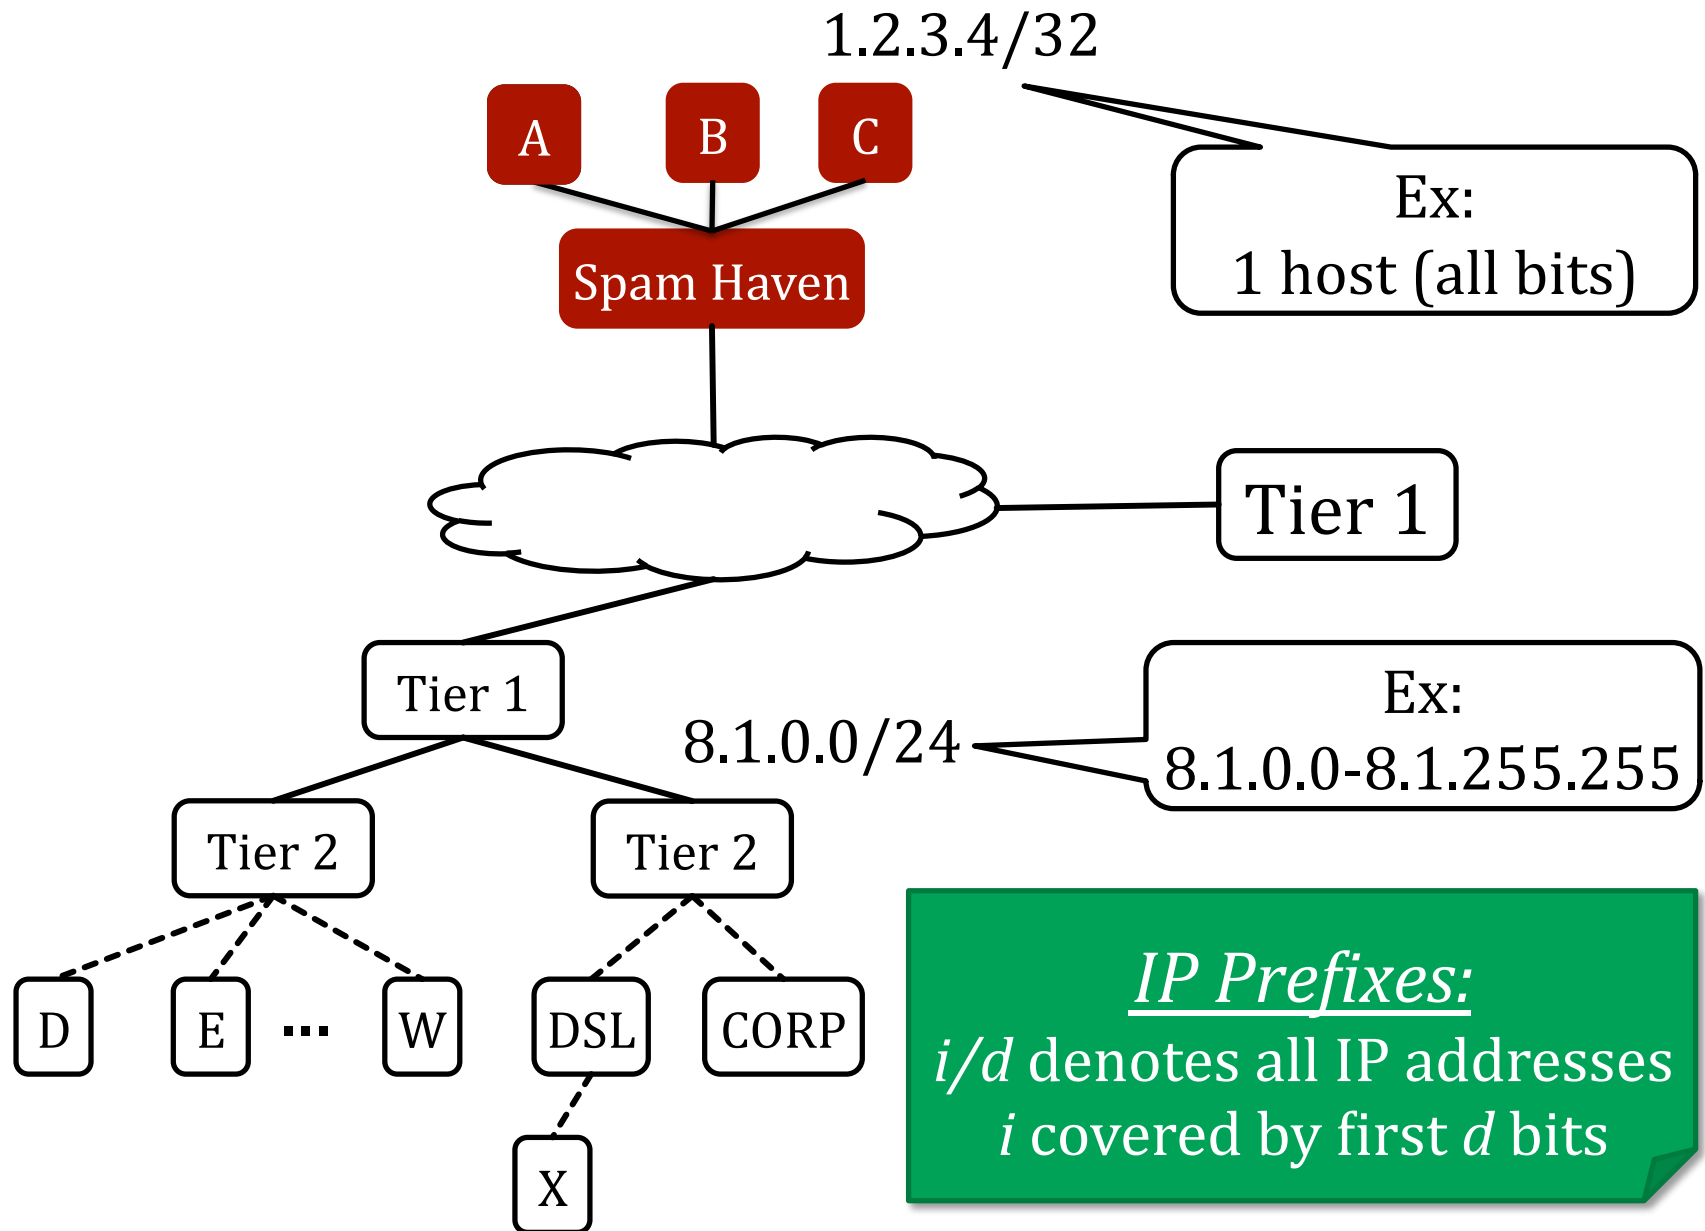 1.2.3.4/32
A
B
C
Ex:
1 host (all bits)
Spam Haven
Tier 1
Tier 1
8.1.0.0/24
Ex:
8.1.0.0-8.1.255.255
Tier 2
Tier 2
D
E
...
W
DSL
CORP
X
IP Prefixes:
i/d denotes all IP addresses
i covered by first d bits